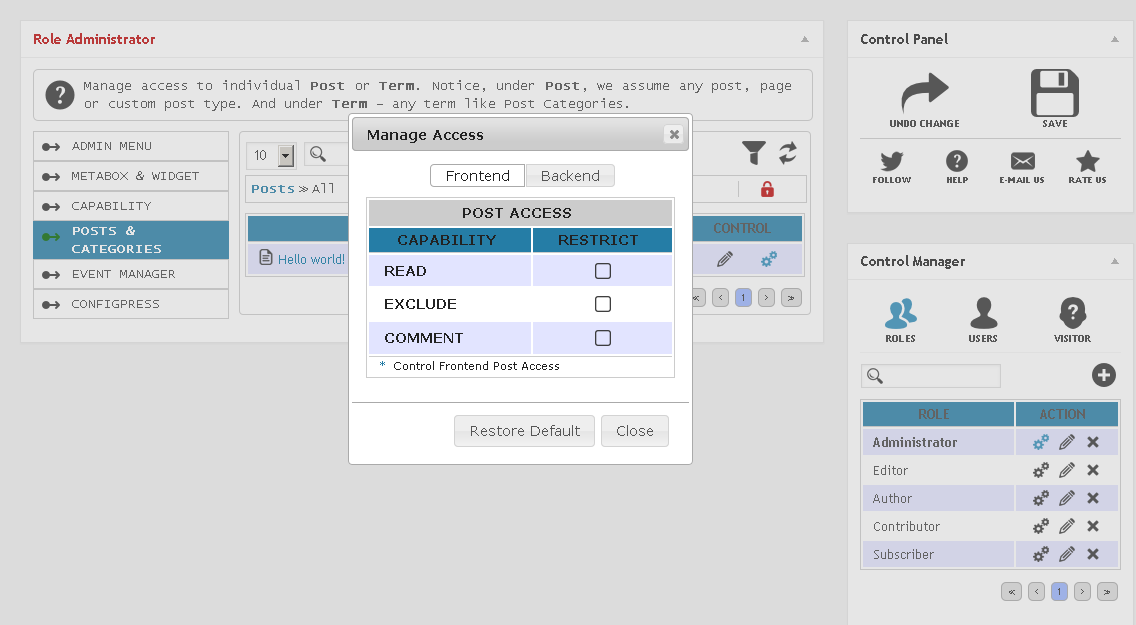 Role Administrator
Manage access to individual Post or Term. Notice, under Post, we assume any post, page
or custom post type. And under Term - any term like Post Categories.
ADMIN MENU
METABOX & WIDGET
CAPABILITY
POSTS &
CATEGORIES
EVENT MANAGER
CONFIGPRESS
10
Posts » All
CONTROL
Hello world!
« ‹ 1 › »
Manage Access
Frontend Backend
POST ACCESS
CAPABILITY RESTRICT
READ
EXCLUDE
COMMENT
* Control Frontend Post Access
Restore Default Close
Control Panel
UNDO CHANGE SAVE
FOLLOW HELP E-MAIL US RATE US
Control Manager
ROLES USERS VISITOR
ROLE ACTION
Administrator
Editor
Author
Contributor
Subscriber
« ‹ 1 › »